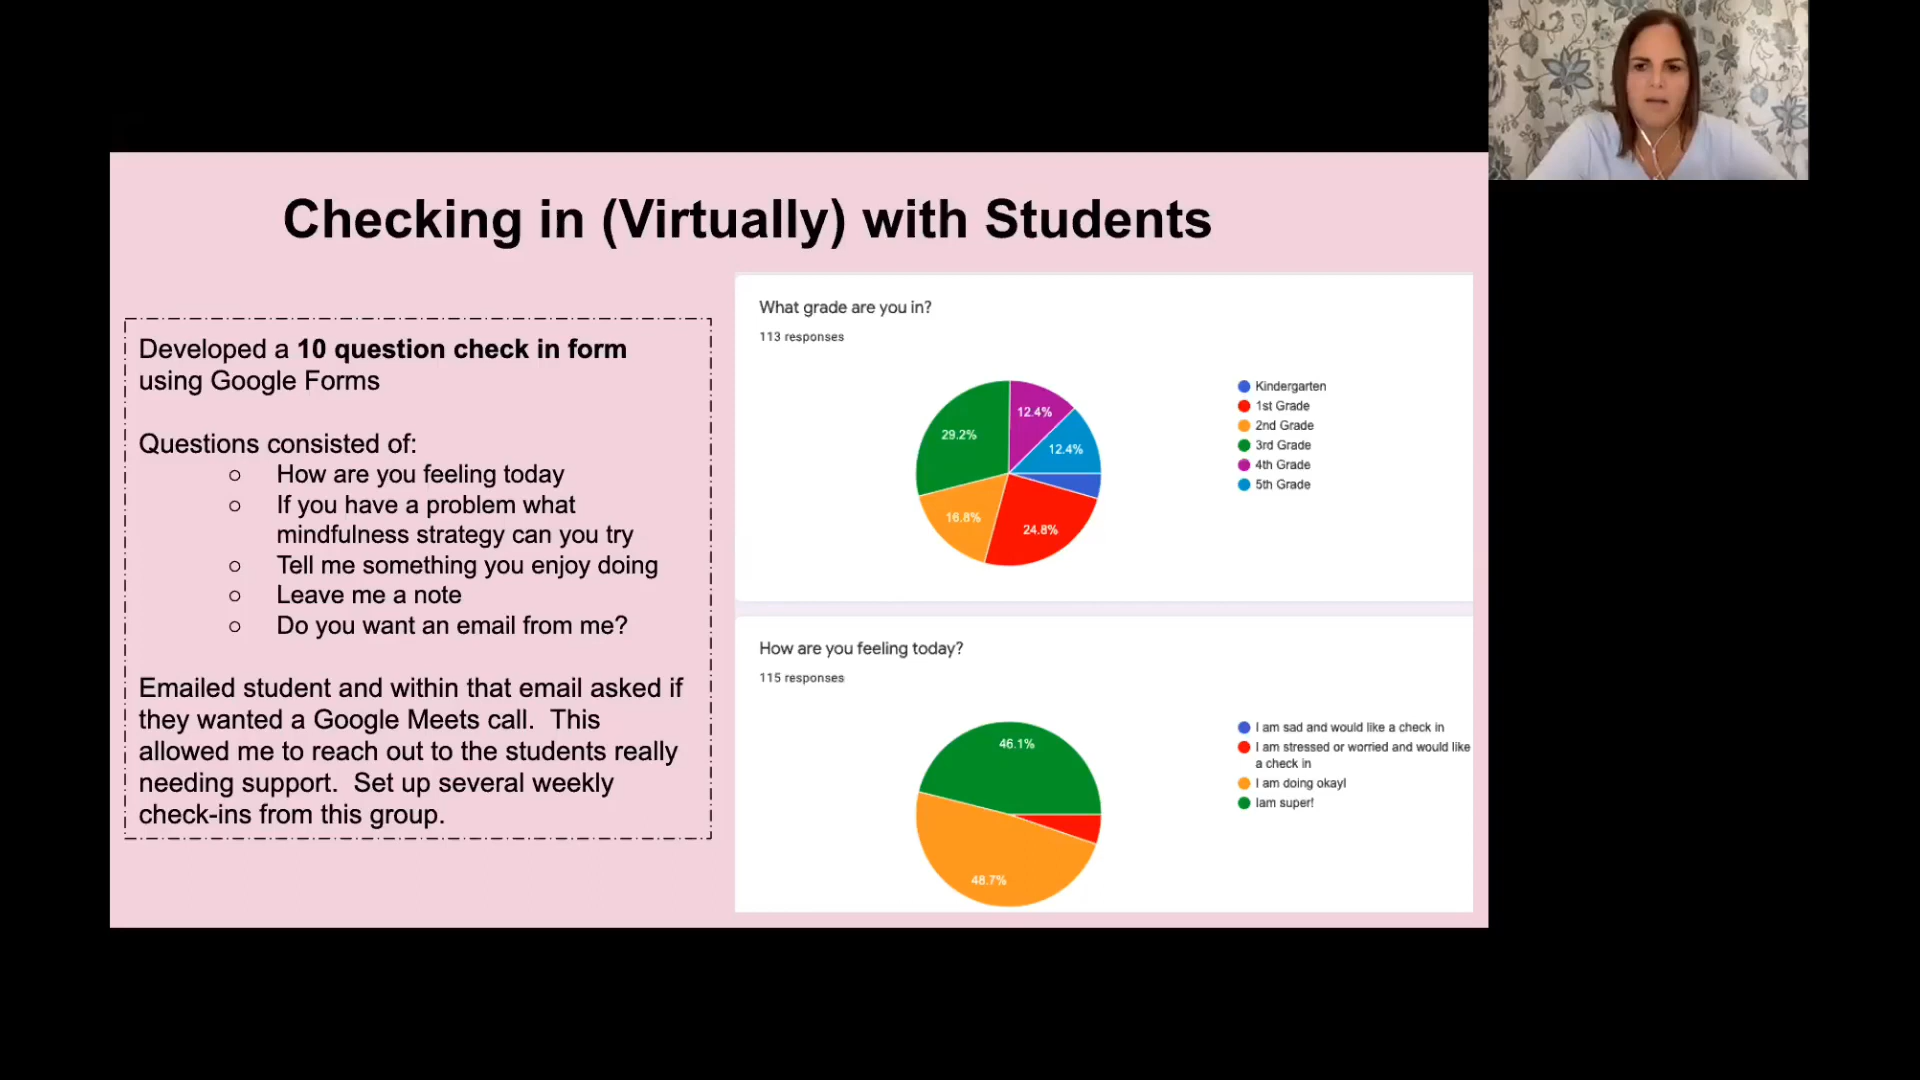 Checking in (Virtually) with Students
Developed a 10 question check in form
using Google Forms
Questions consisted of:
○ How are you feeling today
○ If you have a problem what
mindfulness strategy can you try
○ Tell me something you enjoy doing
○ Leave me a note
○ Do you want an email from me?
Emailed student and within that email asked if
they wanted a Google Meets call. This
allowed me to reach out to the students really
needing support. Set up several weekly
check-ins from this group.
What grade are you in?
113 responses
12.4%
29.2%
12.4%
16.8%
24.8%
Kindergarten
1st Grade
2nd Grade
3rd Grade
4th Grade
5th Grade
How are you feeling today?
115 responses
46.1%
48.7%
I am sad and would like a check in
I am stressed or worried and would like
a check in
I am doing okay!
Iam super!